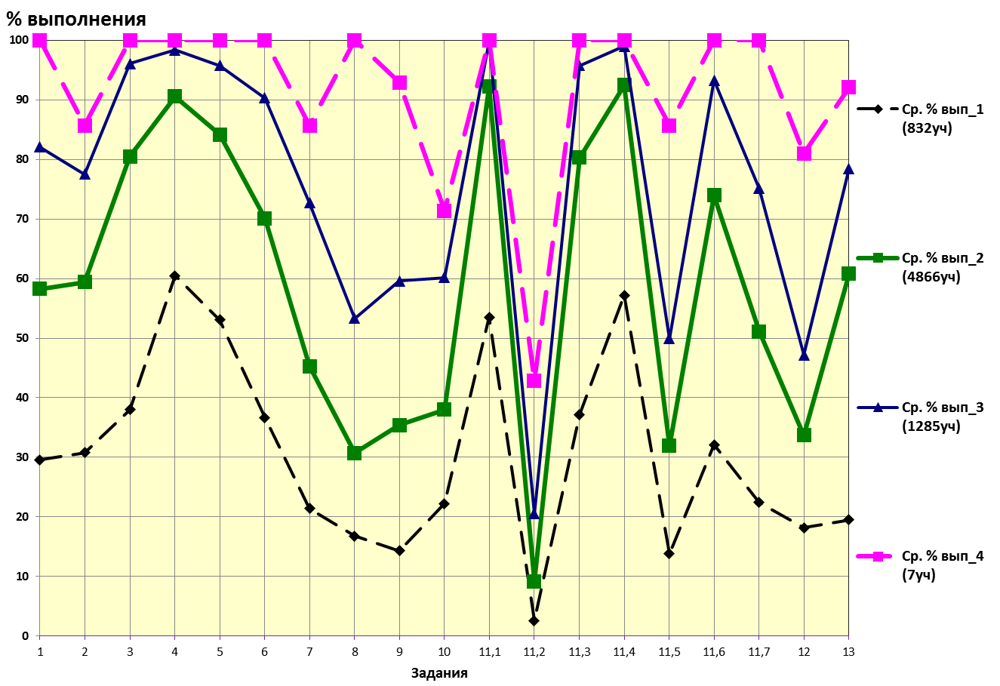 % выполнения
100
90
80
70
60
50
40
30
20
10
0
1 2 3 4 5 6 7 8 9 10 11,1 11,2 11,3 11,4 11,5 11,6 11,7 12 13
Задания
Ср. % вып_1
(832уч)
Ср. % вып_2
(4866уч)
Ср. % вып_3
(1285уч)
Ср. % вып_4
(7уч)